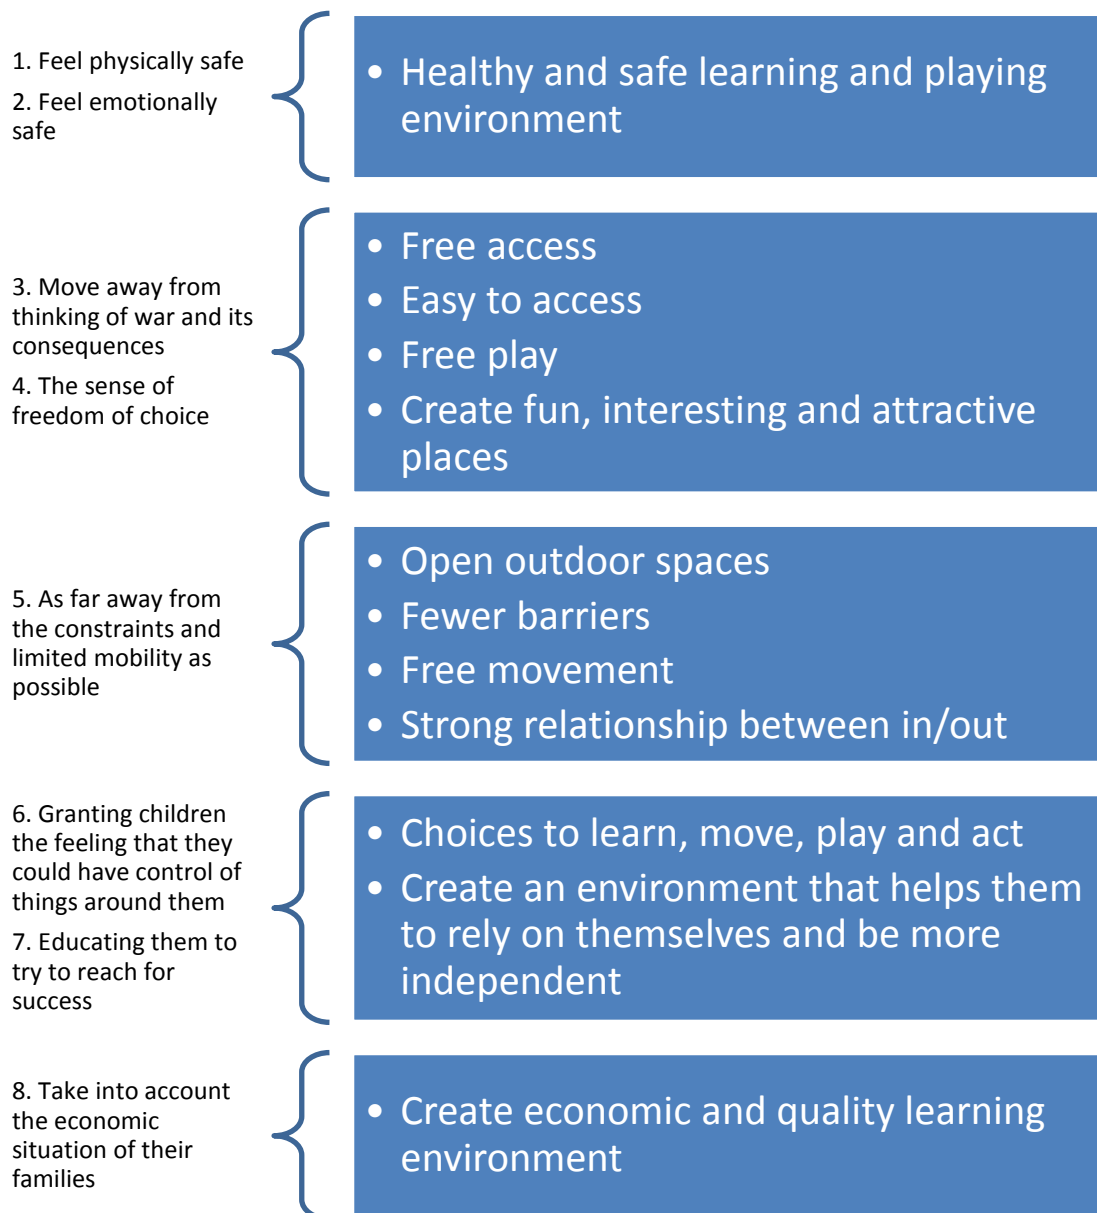 1. Feel physically safe
2. Feel emotionally
safe
• Healthy and safe learning and playing
environment
3. Move away from
thinking of war and its
consequences
4. The sense of
freedom of choice
• Free access
• Easy to access
• Free play
• Create fun, interesting and attractive
places
5. As far away from
the constraints and
limited mobility as
possible
• Open outdoor spaces
• Fewer barriers
• Free movement
• Strong relationship between in/out
6. Granting children
the feeling that they
could have control of
things around them
7. Educating them to
try to reach for
success
• Choices to learn, move, play and act
• Create an environment that helps them
to rely on themselves and be more
independent
8. Take into account
the economic
situation of their
families
• Create economic and quality learning
environment